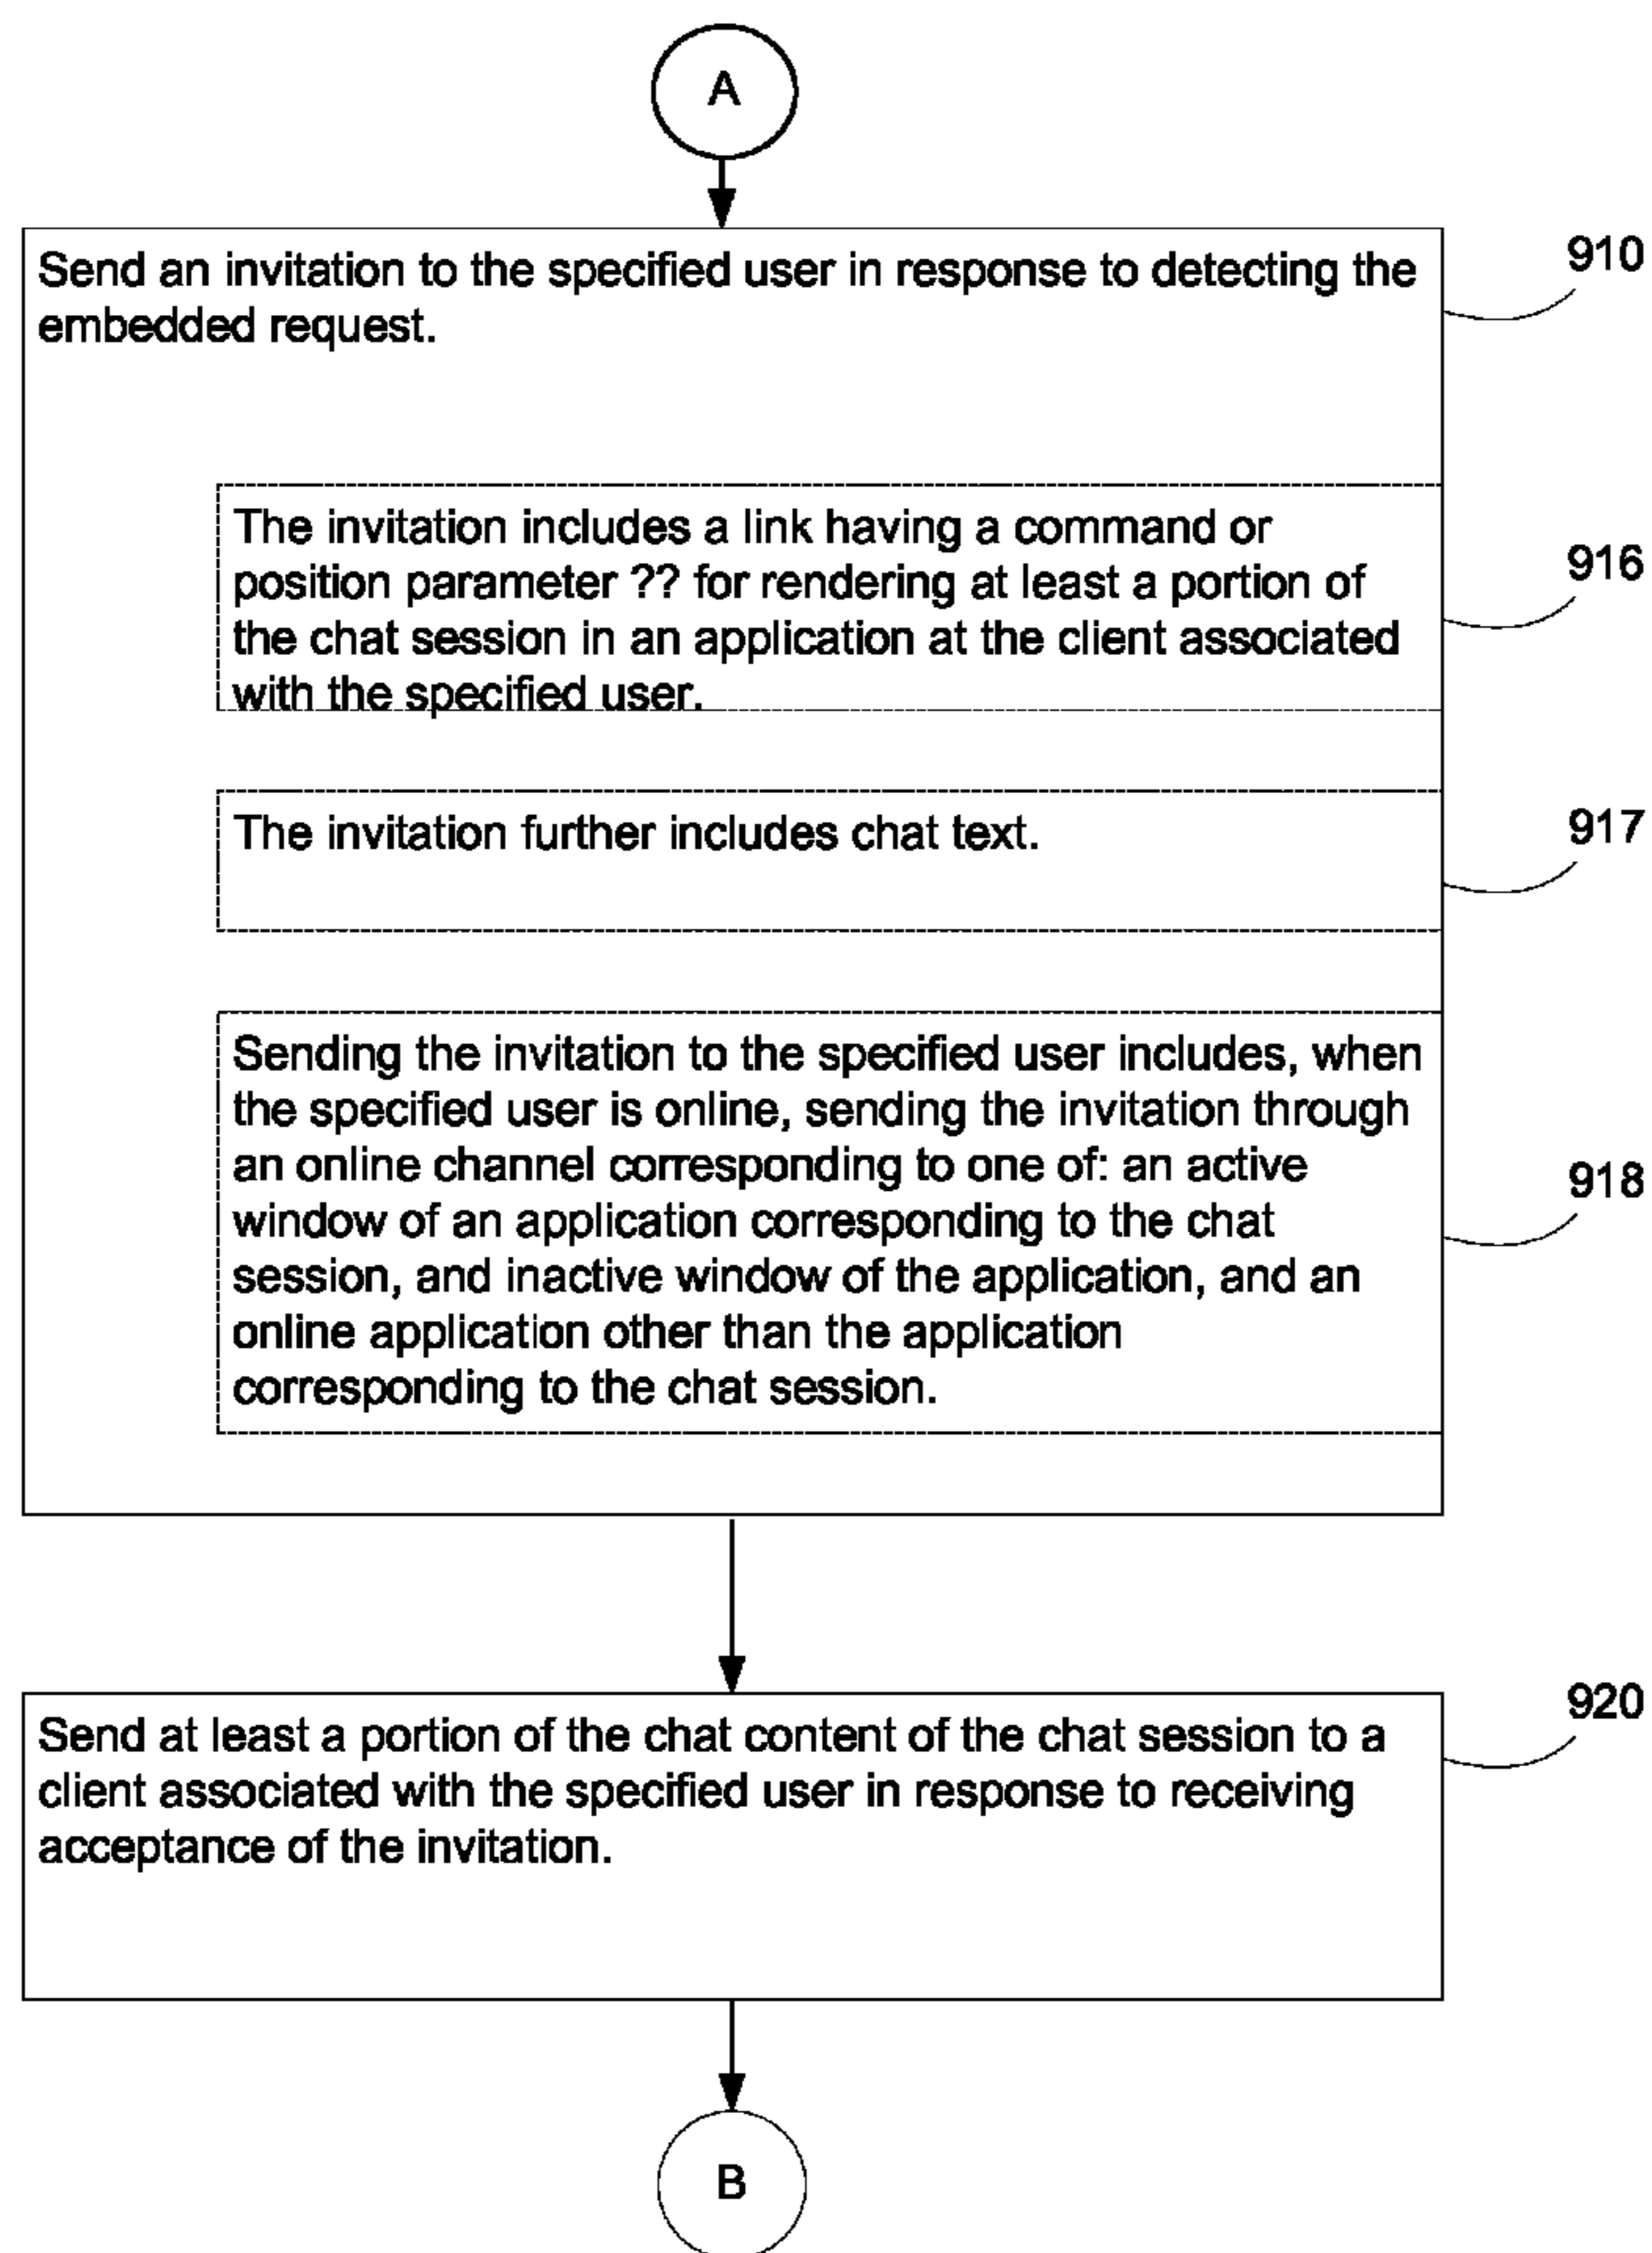 A
Send an invitation to the specified user in response to detecting the
embedded request.
910
The invitation includes a link having a command or
position parameter ?? for rendering at least a portion of
the chat session in an application at the client associated
with the specified user.
916
The invitation further includes chat text.
917
Sending the invitation to the specified user includes, when
the specified user is online, sending the invitation through
an online channel corresponding to one of: an active
window of an application corresponding to the chat
session, and inactive window of the application, and an
online application other than the application
corresponding to the chat session.
918
Send at least a portion of the chat content of the chat session to a
client associated with the specified user in response to receiving
acceptance of the invitation.
920
B